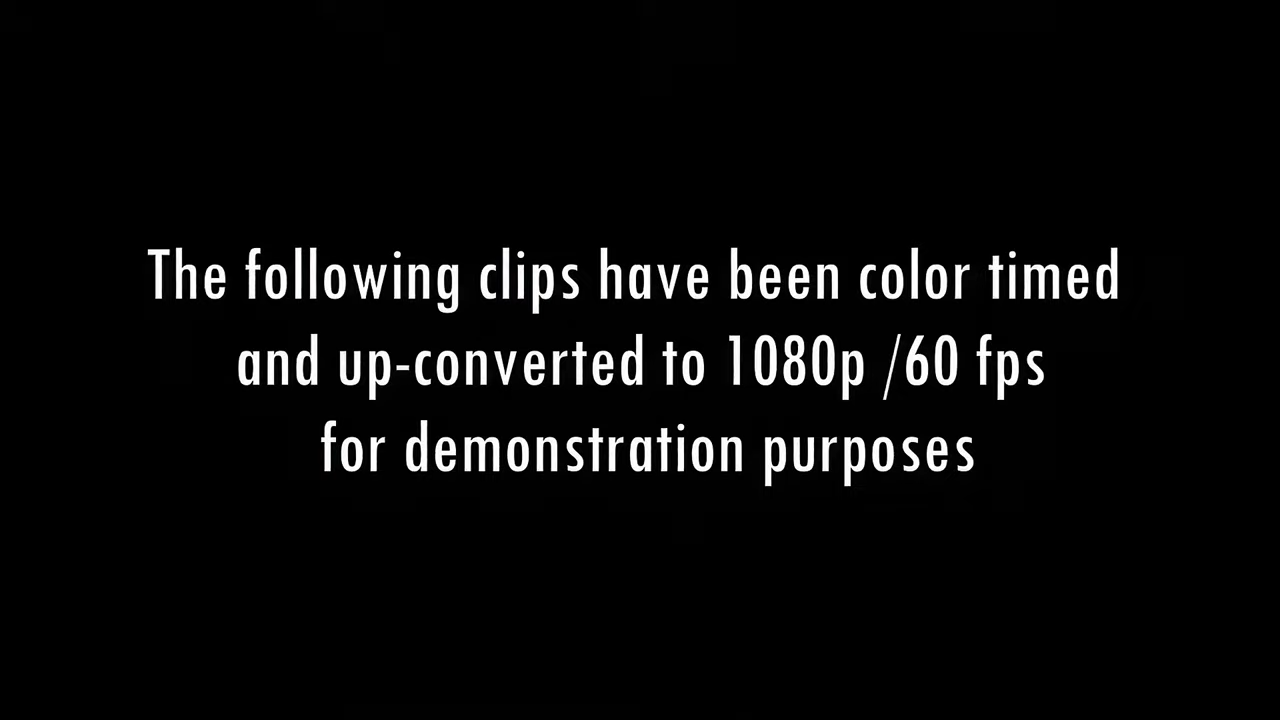 The following clips have been color timed
and up-converted to 1080p /60 fps
for demonstration purposes